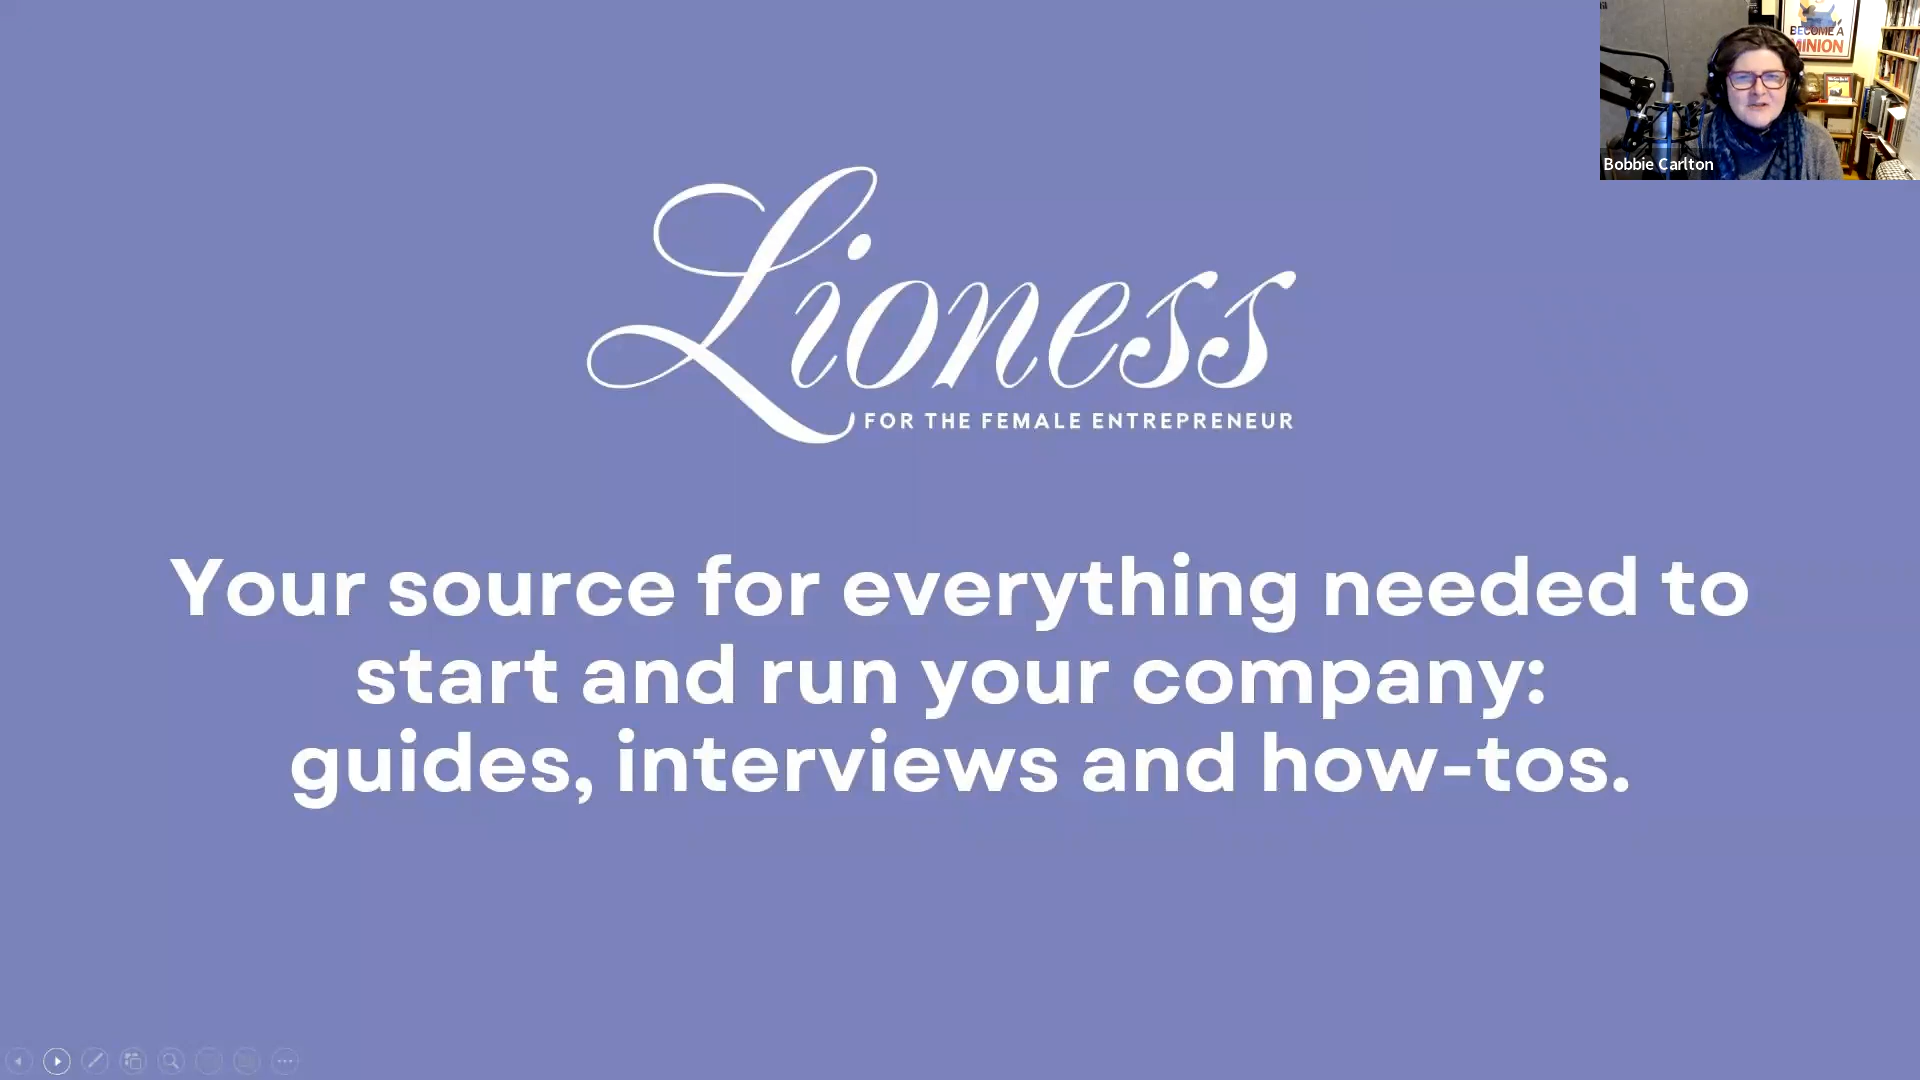 Lioness
FOR THE FEMALE ENTREPRENEUR
Your source for everything needed to
start and run your company:
guides, interviews and how-tos.
BECOME A
MINION
Bobbie Carlton